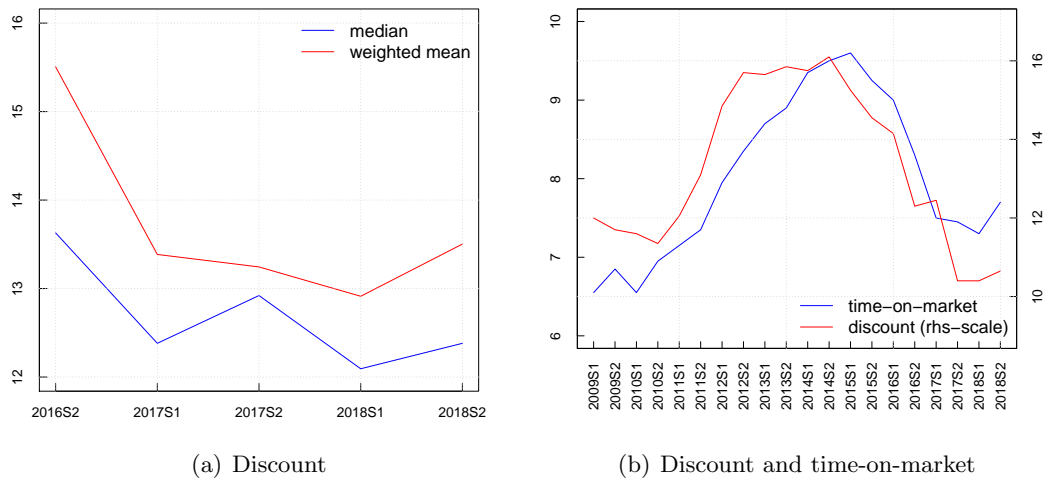 16
15
14
13
12
median
weighted mean
2016S2 2017S1 2017S2 2018S1 2018S2
(a) Discount
10
9
8
7
6
16
14
12
10
time−on−market
discount (rhs−scale)
2009S1 2009S2 2010S1 2010S2 2011S1 2011S2 2012S1 2012S2 2013S1 2013S2 2014S1 2014S2 2015S1 2015S2 2016S1 2016S2 2017S1 2017S2 2018S1 2018S2
(b) Discount and time-on-market